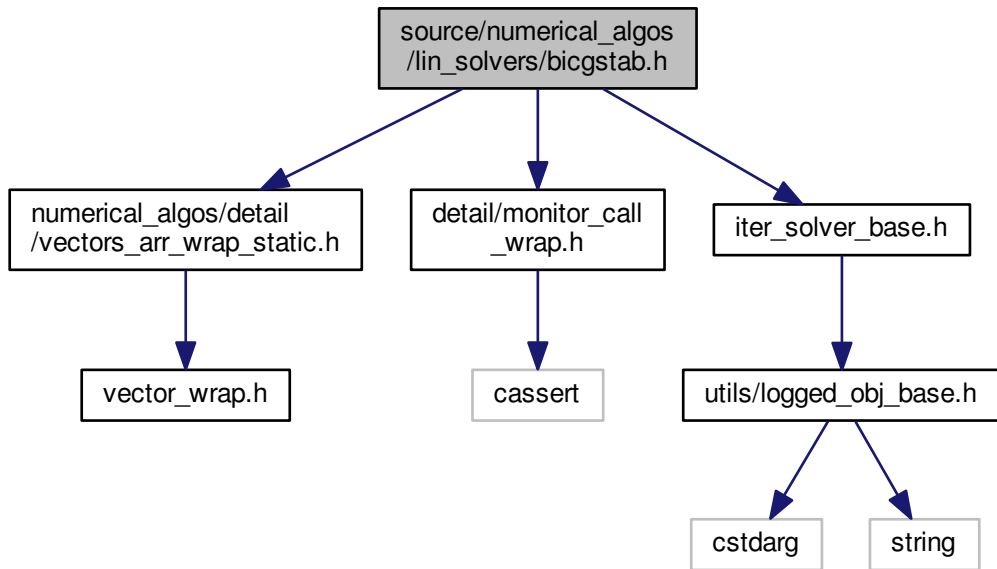 source/numerical_algos
/lin_solvers/bicgstab.h
numerical_algos/detail
/vectors_arr_wrap_static.h
detail/monitor_call
_wrap.h
iter_solver_base.h
vector_wrap.h
cassert
utils/logged_obj_base.h
cstdarg
string